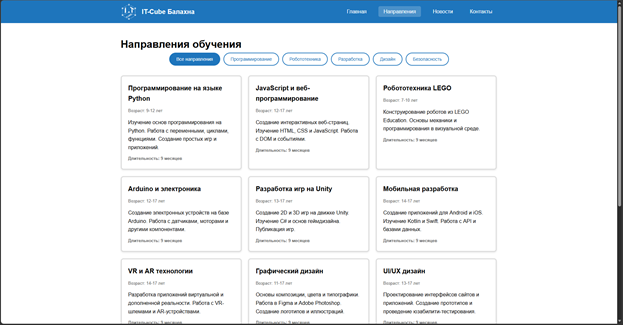 IT-Cube Балахна
Главная Направления Новости Контакты
Направления обучения
Все направления Программирование Робототехника Разработка Дизайн Безопасность
Программирование на языке
Python
Возраст: 9-12 лет
Изучение основ программирования на
Python. Работа с переменными, циклами,
функциями. Создание простых игр и
приложений.
Длительность: 9 месяцев
JavaScript и веб-
программирование
Возраст: 12-17 лет
Создание интерактивных веб-страниц.
Изучение HTML, CSS и JavaScript. Работа
с DOM и событиями.
Длительность: 9 месяцев
Робототехника LEGO
Возраст: 7-10 лет
Конструирование роботов из LEGO
Education. Основы механики и
программирования в визуальной среде.
Длительность: 9 месяцев
Arduino и электроника
Возраст: 12-17 лет
Создание электронных устройств на базе
Arduino. Работа с датчиками, моторами и
другими компонентами.
Длительность: 9 месяцев
Разработка игр на Unity
Возраст: 13-17 лет
Создание 2D и 3D игр на движке Unity.
Изучение C# и основ геймдизайна.
Публикация игр.
Длительность: 9 месяцев
Мобильная разработка
Возраст: 14-17 лет
Создание приложений для Android и iOS.
Изучение Kotlin и Swift. Работа с API и
базами данных.
Длительность: 9 месяцев
VR и AR технологии
Возраст: 14-17 лет
Разработка приложений виртуальной и
дополненной реальности. Работа с VR-
шлемами и AR-устройствами.
Графический дизайн
Возраст: 11-17 лет
Основы композиции, цвета и типографики.
Работа в Figma и Adobe Photoshop.
Создание логотипов и иллюстраций.
UI/UX дизайн
Возраст: 13-17 лет
Проектирование интерфейсов сайтов и
приложений. Создание прототипов и
проведение юзабилити-тестирования.